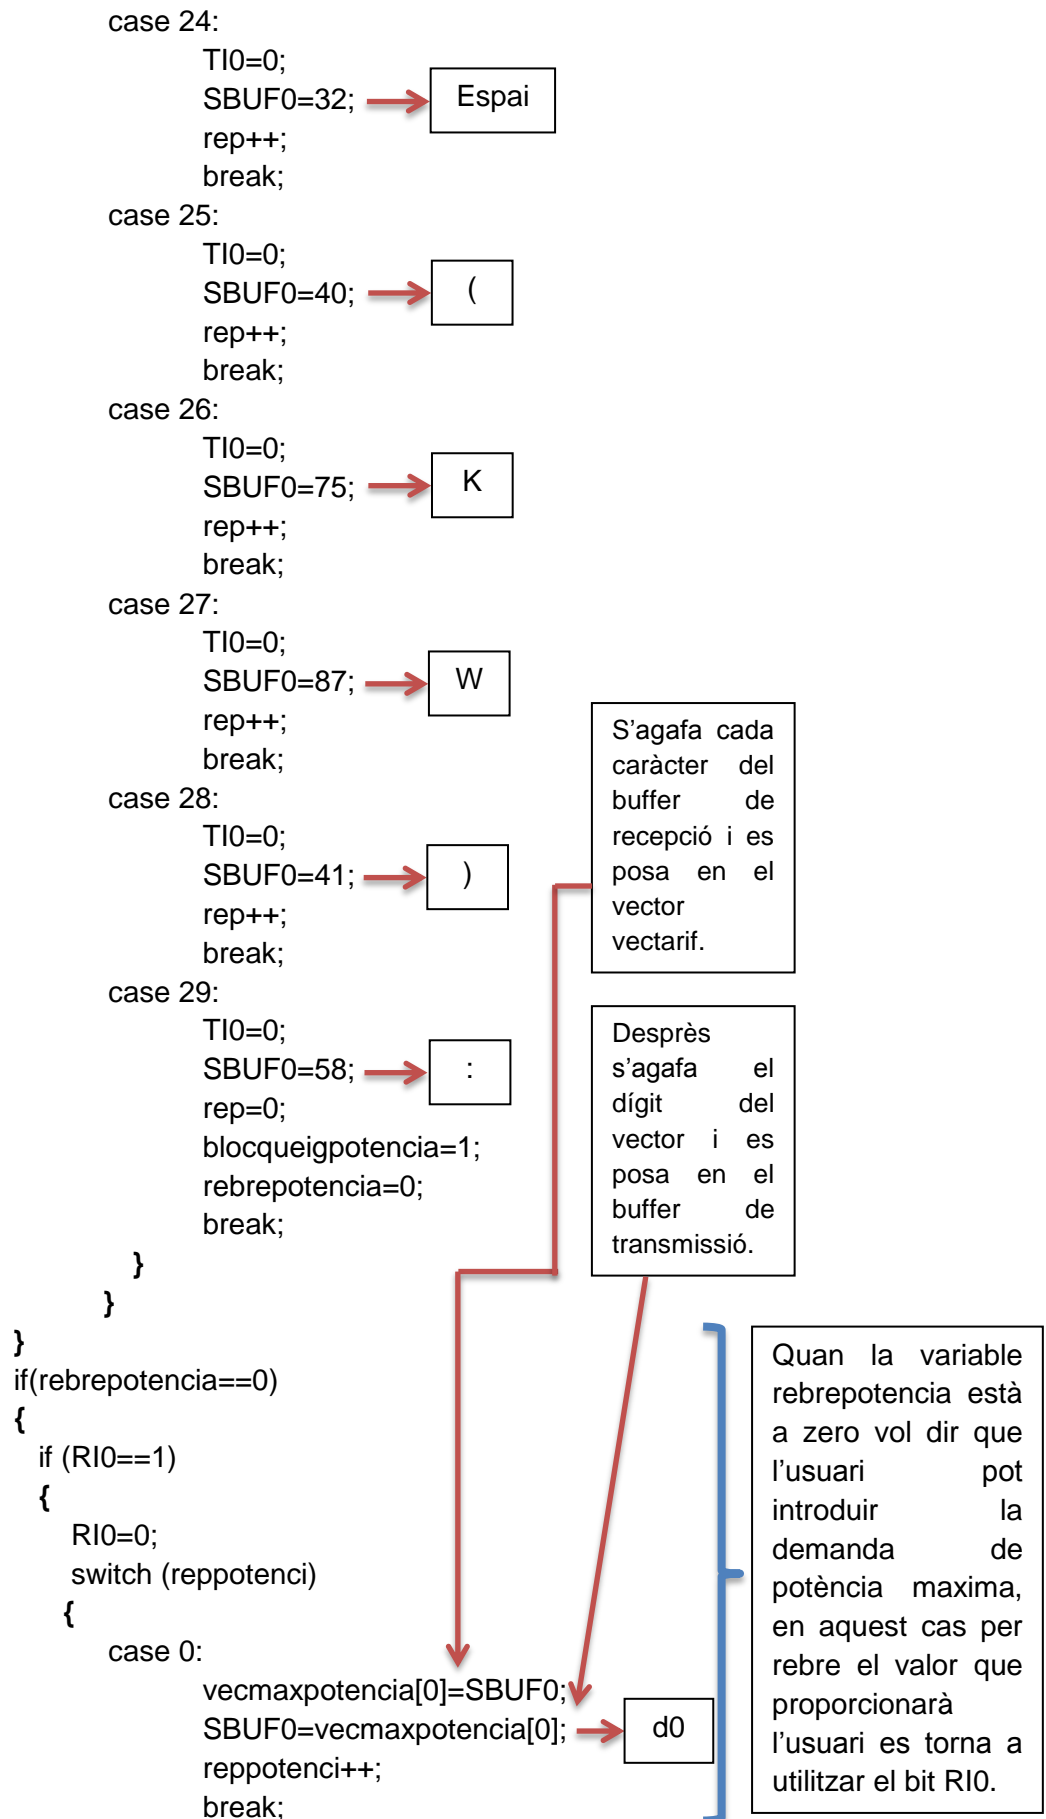 case 24:
TI0=0;
SBUF0=32;
Espai
rep++;
break;
case 25:
TI0=0;
SBUF0=40;
(
rep++;
break;
case 26:
TI0=0;
SBUF0=75;
K
rep++;
break;
case 27:
TI0=0;
SBUF0=87;
W
rep++;
break;
case 28:
TI0=0;
SBUF0=41;
)
rep++;
break;
case 29:
TI0=0;
SBUF0=58;
:
rep=0;
blocqueigpotencia=1;
rebrepotencia=0;
break;
}
}
}
S’agafa cada
caràcter del
buffer de
recepció i es
posa en el
vector
vectarif.
Desprès
s’agafa el
dígit del
vector i es
posa en el
buffer de
transmissió.
if(rebrepotencia==0)
{
if (RI0==1)
{
RI0=0;
switch (reppotenci)
{
case 0:
vecmaxpotencia[0]=SBUF0;
SBUF0=vecmaxpotencia[0];
d0
reppotenci++;
break;
Quan la variable
rebrepotencia està
a zero vol dir que
l’usuari pot
introduir la
demanda de
potència maxima,
en aquest cas per
rebre el valor que
proporcionarà
l’usuari es torna a
utilitzar el bit RI0.